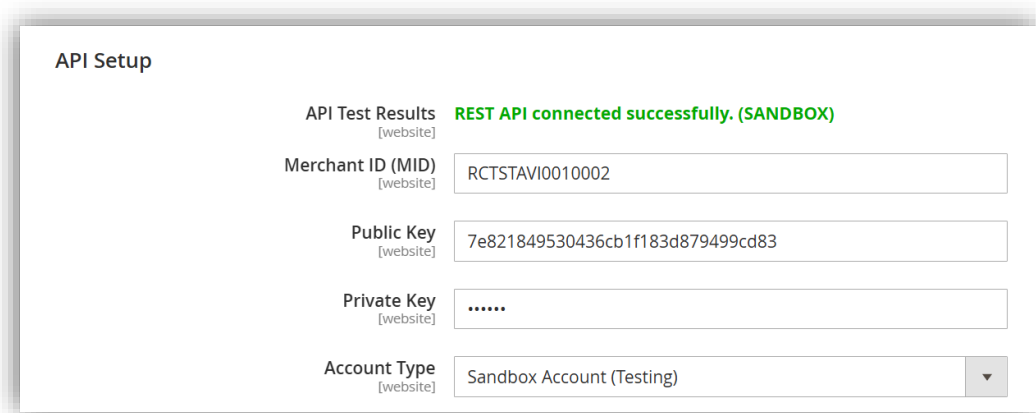 API Setup
API Test Results REST API connected successfully. (SANDBOX)
[website]
Merchant ID (MID) RCTSTAVI0010002
[website]
Public Key 7e821849530436cb1f183d879499cd83
[website]
Private Key ••••••
[website]
Account Type Sandbox Account (Testing)
[website]